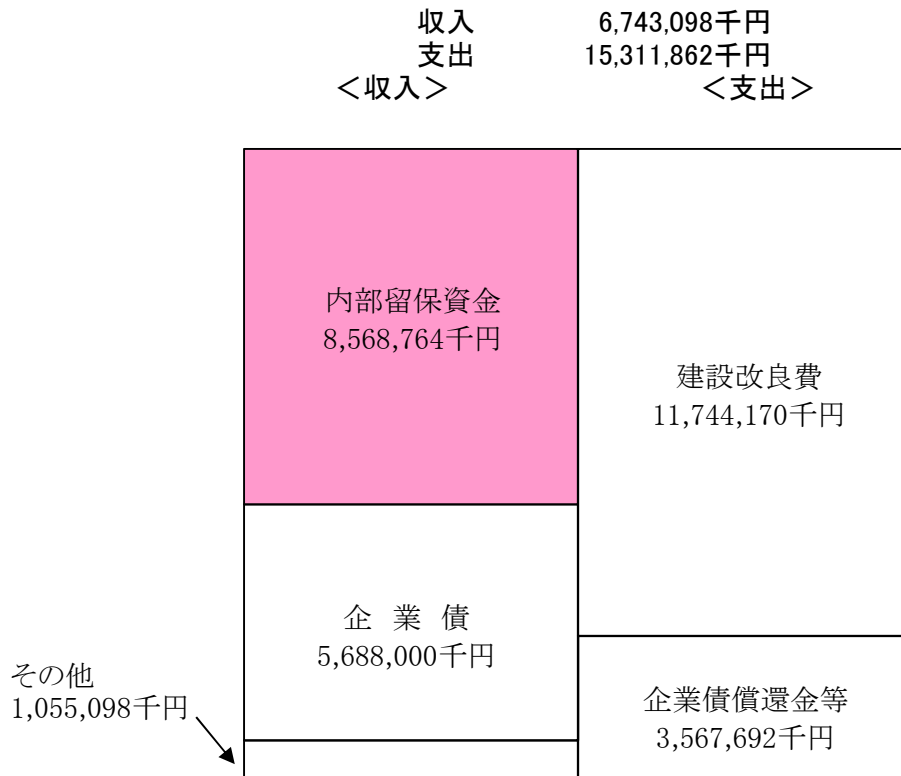 収入 6,743,098千円
支出 15,311,862千円
＜収入＞ ＜支出＞
内部留保資金
8,568,764千円
建設改良費
11,744,170千円
企 業 債
5,688,000千円
その他
1,055,098千円
企業債償還金等
3,567,692千円